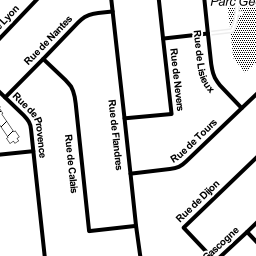 Lyon
Parc Ge
Rue de Nantes
Rue de Lisieux
Rue de Nevers
Rue de Provence
Rue de Flandres
Rue de Calais
Rue de Tours
Rue de Dijon
Gascogne